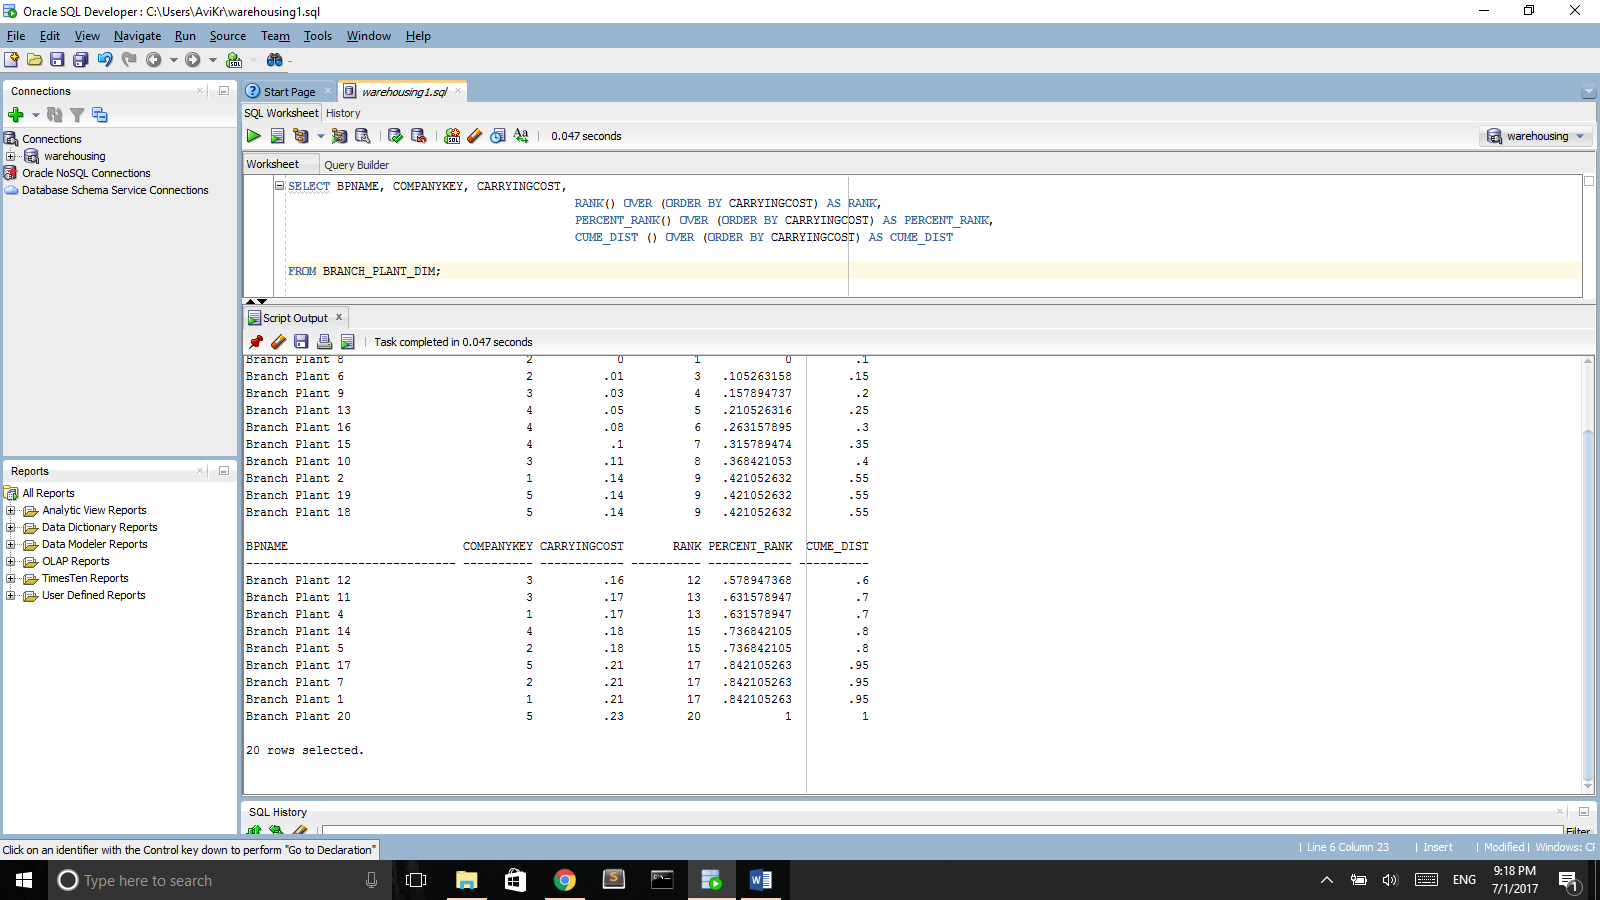 Oracle SQL Developer : C:\Users\AviKr\warehousing1.sql
File Edit View Navigate Run Source Team Tools Window Help
Connections
Connections
warehousing
Oracle NoSQL Connections
Database Schema Service Connections
Reports
All Reports
Analytic View Reports
Data Dictionary Reports
Data Modeler Reports
OLAP Reports
TimesTen Reports
User Defined Reports
Start Page warehousing1.sql
SQL Worksheet History
0.047 seconds
warehousing
Worksheet Query Builder
SELECT BPNAME, COMPANYKEY, CARRYINGCOST,
RANK() OVER (ORDER BY CARRYINGCOST) AS RANK,
PERCENT_RANK() OVER (ORDER BY CARRYINGCOST) AS PERCENT_RANK,
CUME_DIST () OVER (ORDER BY CARRYINGCOST) AS CUME_DIST
FROM BRANCH_PLANT_DIM;
Script Output x
Task completed in 0.047 seconds
Branch Plant 8 2 0 1 0 .1
Branch Plant 6 2 .01 3 .105263158 .15
Branch Plant 9 3 .03 4 .157894737 .2
Branch Plant 13 4 .05 5 .210526316 .25
Branch Plant 16 4 .08 6 .263157895 .3
Branch Plant 15 4 .1 7 .315789474 .35
Branch Plant 10 3 .11 8 .368421053 .4
Branch Plant 2 1 .14 9 .421052632 .55
Branch Plant 19 5 .14 9 .421052632 .55
Branch Plant 18 5 .14 9 .421052632 .55
BPNAME COMPANYKEY CARRYINGCOST RANK PERCENT_RANK CUME_DIST
------------------------------ ---------- ------------ ---------- ------------ ----------
Branch Plant 12 3 .16 12 .578947368 .6
Branch Plant 11 3 .17 13 .631578947 .7
Branch Plant 4 1 .17 13 .631578947 .7
Branch Plant 14 4 .18 15 .736842105 .8
Branch Plant 5 2 .18 15 .736842105 .8
Branch Plant 17 5 .21 17 .842105263 .95
Branch Plant 7 2 .21 17 .842105263 .95
Branch Plant 1 1 .21 17 .842105263 .95
Branch Plant 20 5 .23 20 1 1
20 rows selected.
SQL History
Filter
Click on an identifier with the Control key down to perform "Go to Declaration"
| Line 6 Column 23 | Insert | Modified | Windows: CF
Type here to search
ENG
9:18 PM
7/1/2017
1